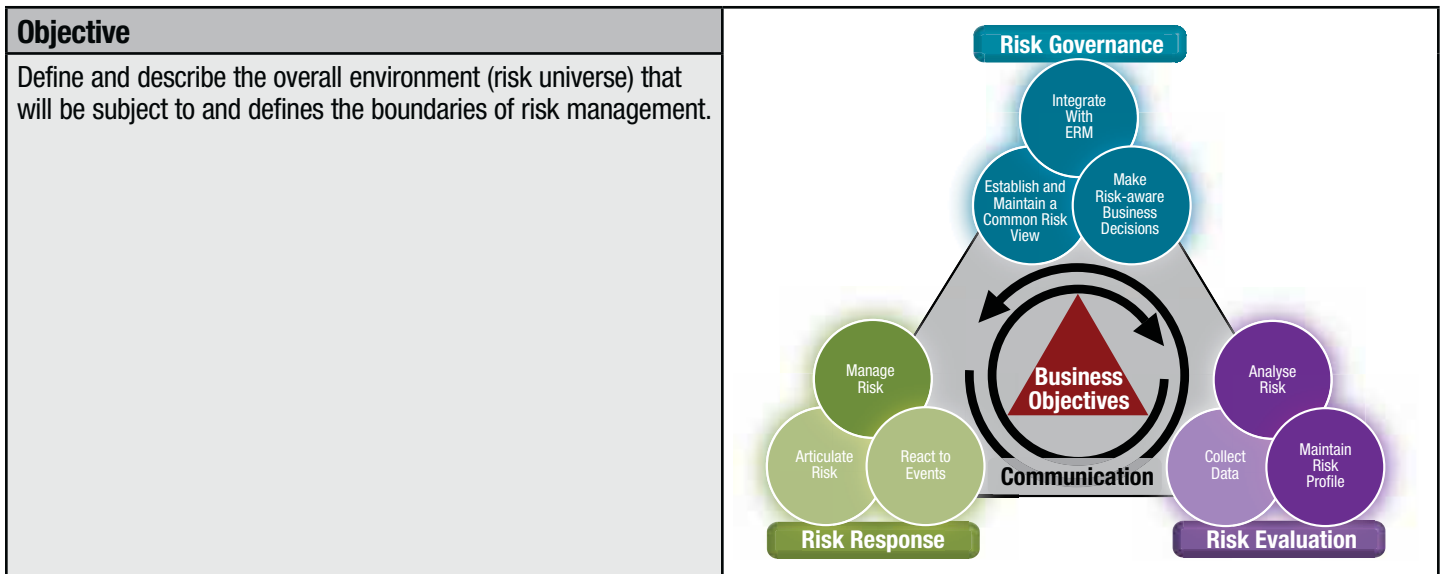 Objective
Define and describe the overall environment (risk universe) that
will be subject to and defines the boundaries of risk management.
Risk Governance
Integrate
With
ERM
Establish and
Maintain a
Common Risk
View
Make
Risk-aware
Business
Decisions
Business
Objectives
Communication
Manage
Risk
Articulate
Risk
React to
Events
Risk Response
Analyse
Risk
Collect
Data
Maintain
Risk
Profile
Risk Evaluation